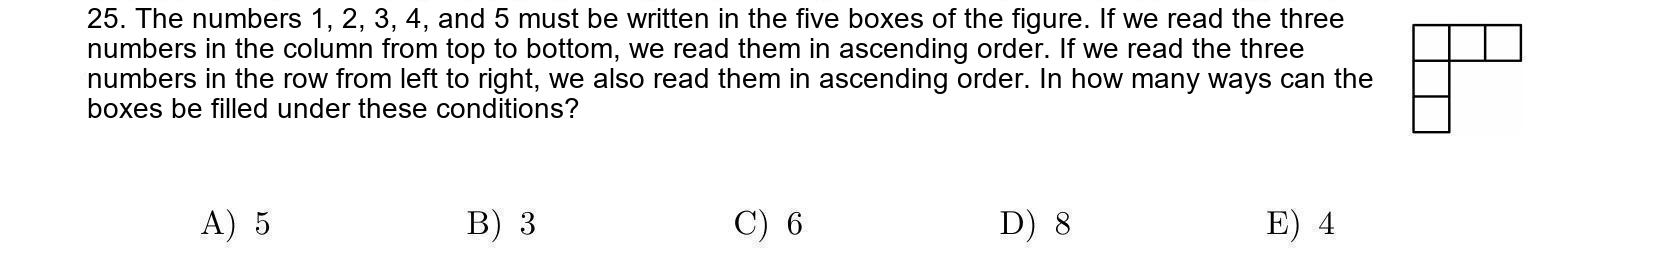 25. The numbers 1, 2, 3, 4, and 5 must be written in the five boxes of the figure. If we read the three
numbers in the column from top to bottom, we read them in ascending order. If we read the three
numbers in the row from left to right, we also read them in ascending order. In how many ways can the
boxes be filled under these conditions?
A) 5 B) 3 C) 6 D) 8 E) 4